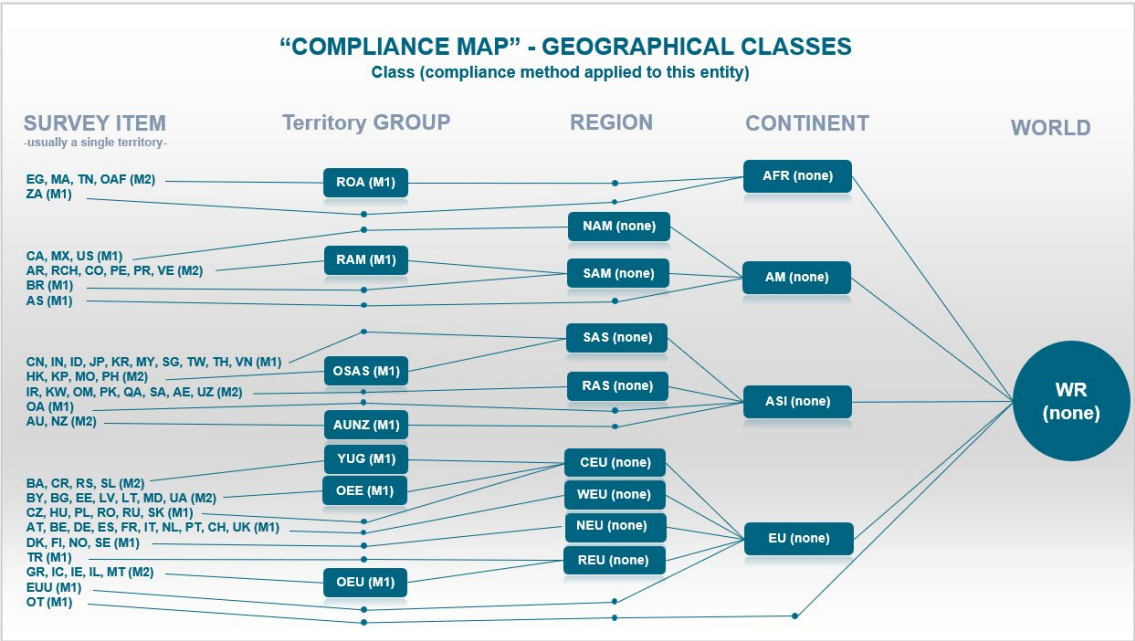 “COMPLIANCE MAP” - GEOGRAPHICAL CLASSES
Class (compliance method applied to this entity)
SURVEY ITEM
-usually a single territory-
Territory GROUP
REGION
CONTINENT
WORLD
EG, MA, TN, OAF (M2)
ZA (M1)
CA, MX, US (M1)
AR, RCH, CO, PE, PR, VE (M2)
BR (M1)
AS (M1)
CN, IN, ID, JP, KR, MY, SG, TW, TH, VN (M1)
HK, KP, MO, PH (M2)
IR, KW, OM, PK, QA, SA, AE, UZ (M2)
OA (M1)
AU, NZ (M2)
BA, CR, RS, SL (M2)
BY, BG, EE, LV, LT, MD, UA (M2)
CZ, HU, PL, RO, RU, SK (M1)
AT, BE, DE, ES, FR, IT, NL, PT, CH, UK (M1)
DK, FI, NO, SE (M1)
TR (M1)
GR, IC, IE, IL, MT (M2)
EUU (M1)
OT (M1)
ROA (M1)
RAM (M1)
OSAS (M1)
AUNZ (M1)
YUG (M1)
OEE (M1)
OEU (M1)
NAM (none)
SAM (none)
SAS (none)
RAS (none)
CEU (none)
WEU (none)
NEU (none)
REU (none)
AFR (none)
AM (none)
ASI (none)
EU (none)
WR
(none)